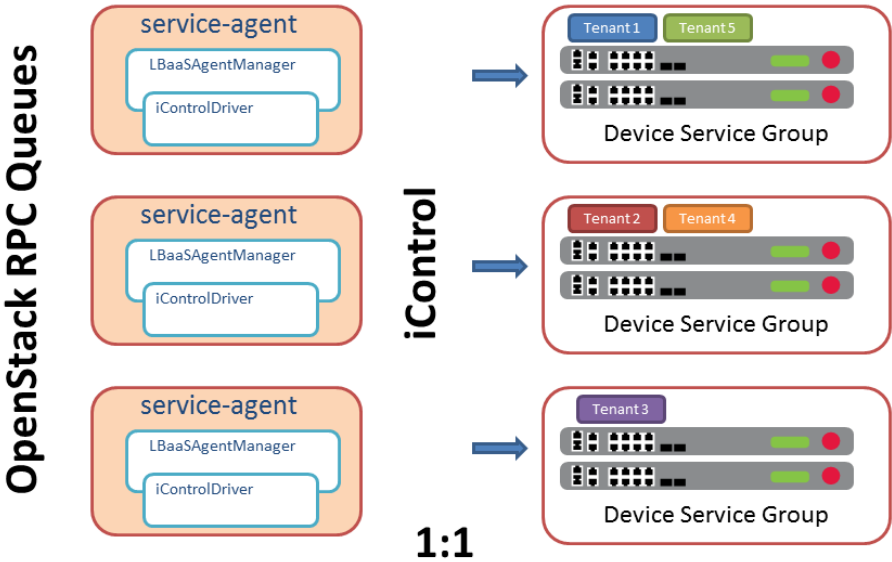 OpenStack RPC Queues
service-agent
LBaaSAgentManager
iControlDriver
service-agent
LBaaSAgentManager
iControlDriver
service-agent
LBaaSAgentManager
iControlDriver
iControl
1:1
Tenant 1
Tenant 5
Device Service Group
Tenant 2
Tenant 4
Device Service Group
Tenant 3
Device Service Group